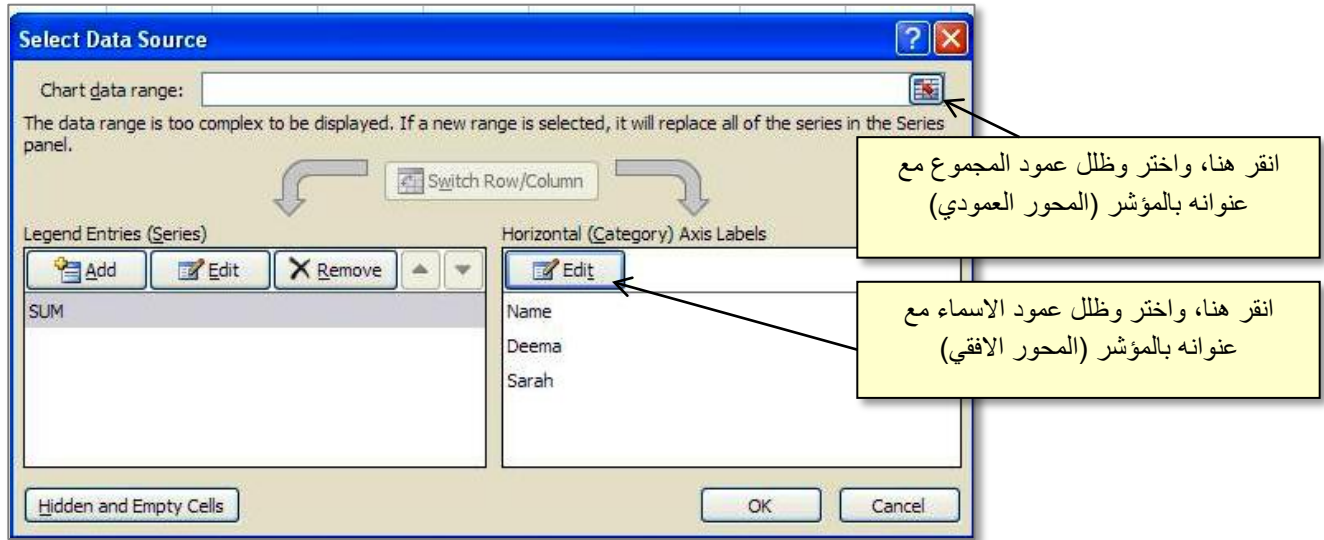 Select Data Source
Chart data range:
The data range is too complex to be displayed. If a new range is selected, it will replace all of the series in the Series
panel.
انقر هنا، واختر وظلل عمود المجموع مع
عنوانه بالمؤشر (المحور العمودي)
Switch Row/Column
Legend Entries (Series)
Horizontal (Category) Axis Labels
Add Edit Remove
Edit
SUM
Name
Deema
Sarah
انقر هنا، واختر وظلل عمود الاسماء مع
عنوانه بالمؤشر (المحور الافقي)
Hidden and Empty Cells
OK Cancel